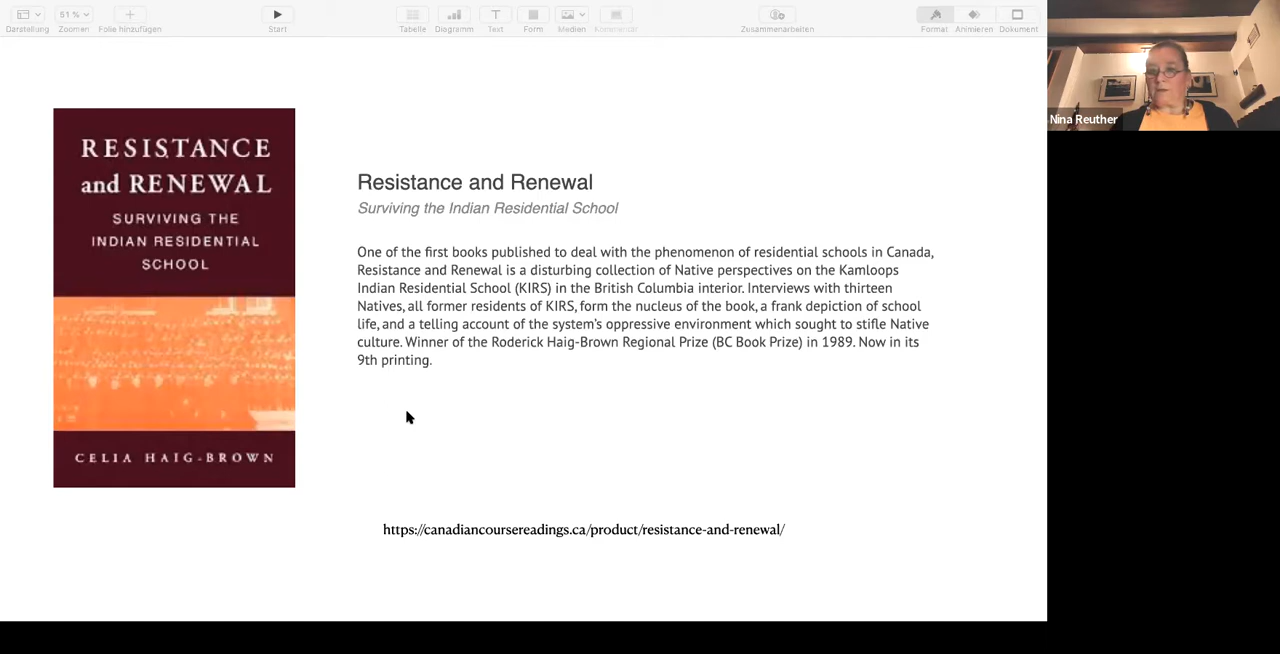 51 %
Darstellung
Zoomen
Folie hinzufügen
Start
Tabelle
Diagramm
Text
Form
Medien
Kommentar
Zusammenarbeiten
Format
Animieren
Dokument
Nina Reuther
RESISTANCE
and RENEWAL
SURVIVING THE
INDIAN RESIDENTIAL
SCHOOL
CELIA HAIG-BROWN
Resistance and Renewal
Surviving the Indian Residential School
One of the first books published to deal with the phenomenon of residential schools in Canada,
Resistance and Renewal is a disturbing collection of Native perspectives on the Kamloops
Indian Residential School (KIRS) in the British Columbia interior. Interviews with thirteen
Natives, all former residents of KIRS, form the nucleus of the book, a frank depiction of school
life, and a telling account of the system's oppressive environment which sought to stifle Native
culture. Winner of the Roderick Haig-Brown Regional Prize (BC Book Prize) in 1989. Now in its
9th printing.
https://canadiancoursereadings.ca/product/resistance-and-renewal/